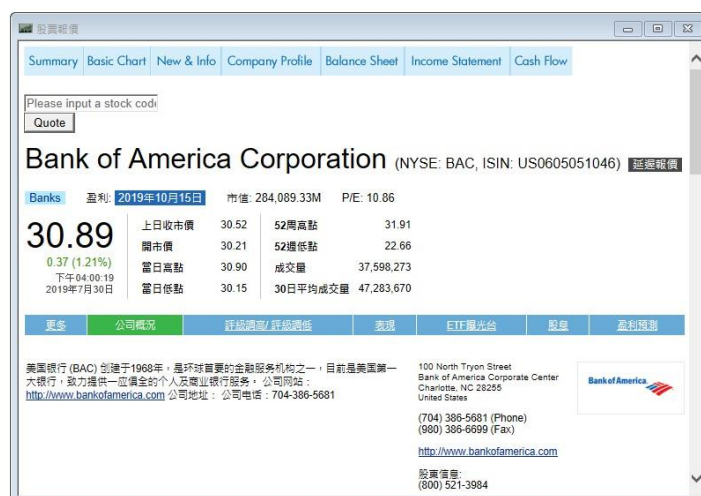 股票報價
Summary Basic Chart New & Info Company Profile Balance Sheet Income Statement Cash Flow
Please input a stock code
Quote
Bank of America Corporation (NYSE: BAC, ISIN: US0605051046) 延遲報價
Banks 盈利: 2019年10月15日 市值: 284,089.33M P/E: 10.86
30.89
0.37 (1.21%)
下午04:00:19
2019年7月30日
上日收市價 30.52 52周高點 31.91
開市價 30.21 52週低點 22.66
當日高點 30.90 成交量 37,598,273
當日低點 30.15 30日平均成交量 47,283,670
更多 公司概況 評級調高/ 評級調低 表現 ETF曝光台 股息 盈利預測
美国银行 (BAC) 创建于1968年，是环球首要的金融服务机构之一，目前是美国第一
大银行，致力提供一应俱全的个人及商业银行服务。 公司网站：
http://www.bankofamerica.com 公司地址： 公司电话：704-386-5681
100 North Tryon Street
Bank of America Corporate Center
Charlotte, NC 28255
United States
(704) 386-5681 (Phone)
(980) 386-6699 (Fax)
http://www.bankofamerica.com
股東信息:
(800) 521-3984
Bank of America